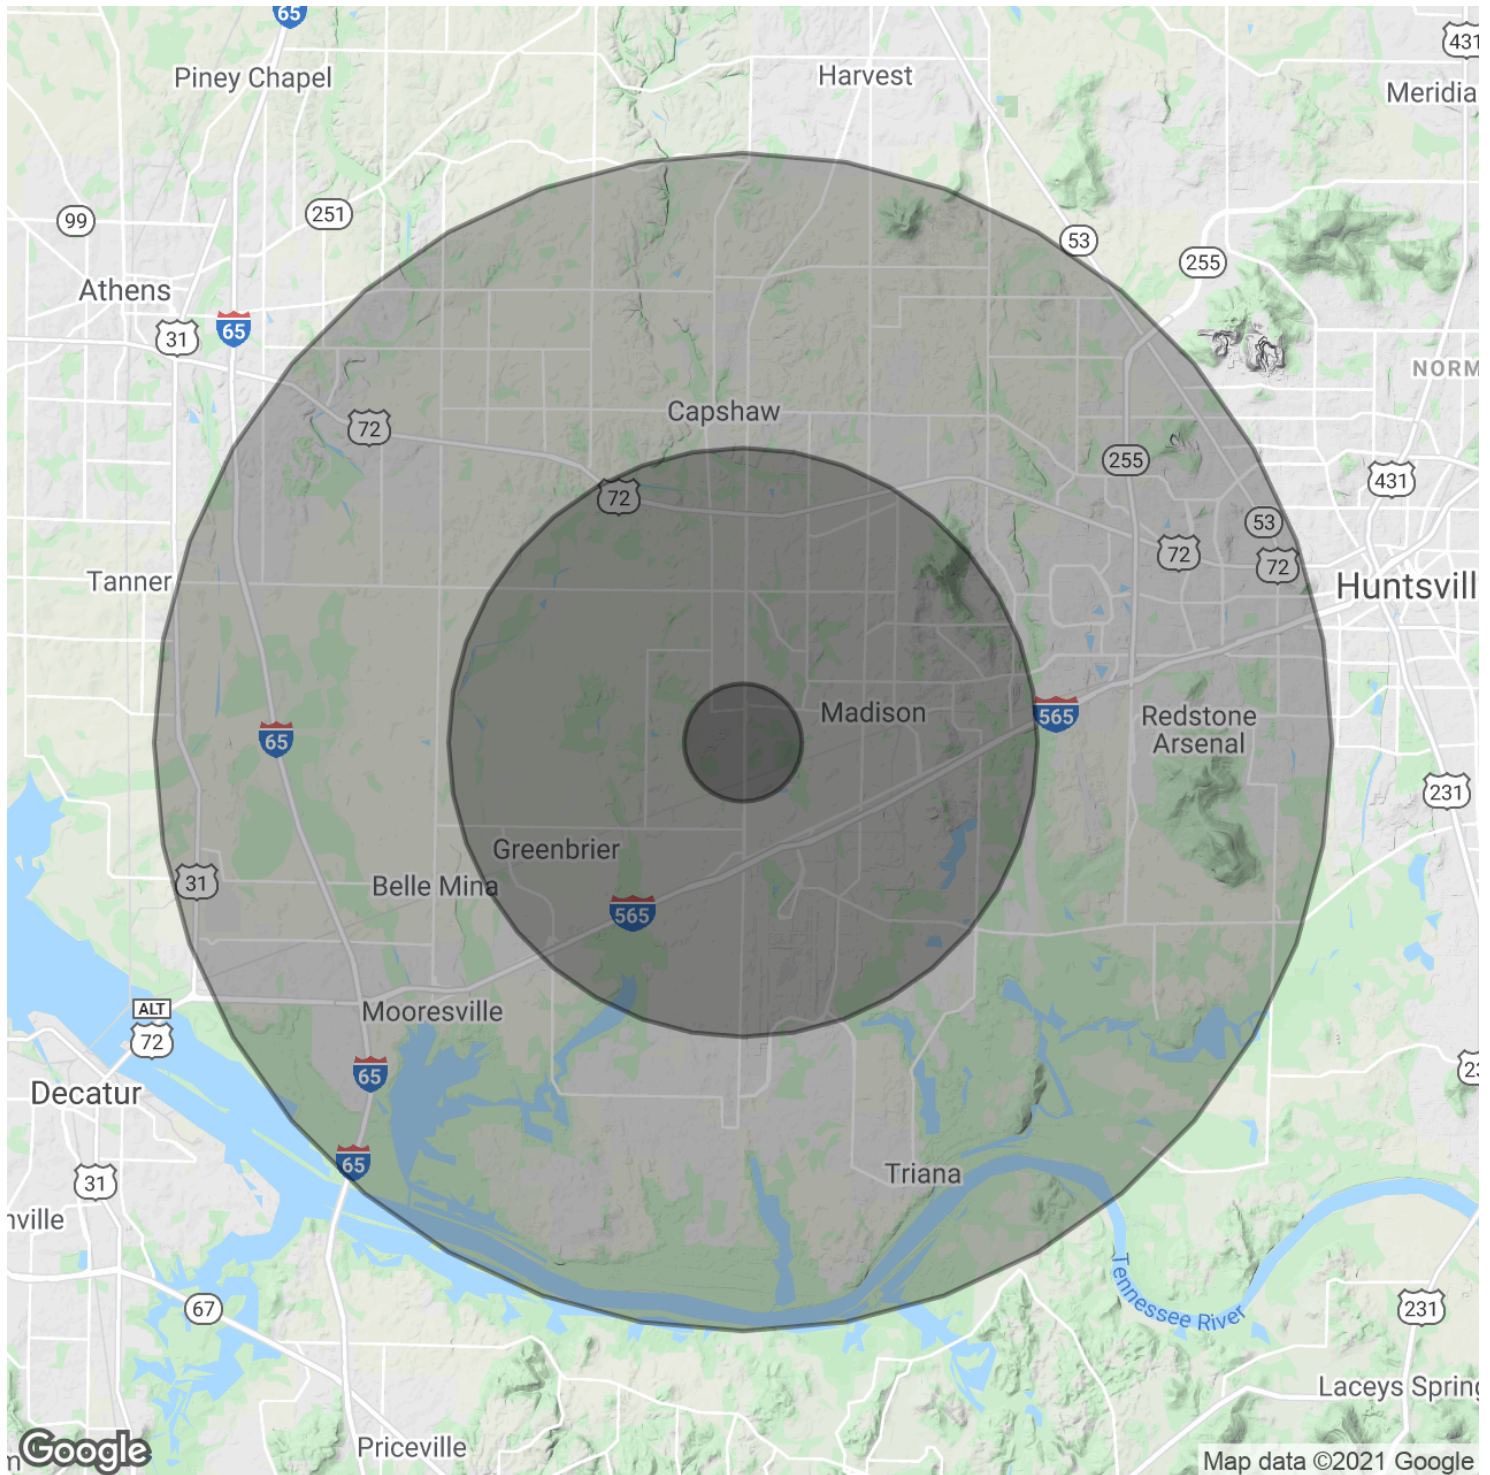 65
431
Piney Chapel
Harvest
Meridia
99
251
53
255
Athens
31
65
NORM
Capshaw
72
255
431
72
53
72
72
Tanner
Huntsvill
Madison
565
Redstone
Arsenal
65
231
Greenbrier
31
Belle Mina
565
ALT
72
Mooresville
65
23
Decatur
65
31
Triana
nville
Tennessee River
67
231
Laceys Spring
Priceville
m
Google
Map data ©2021 Google